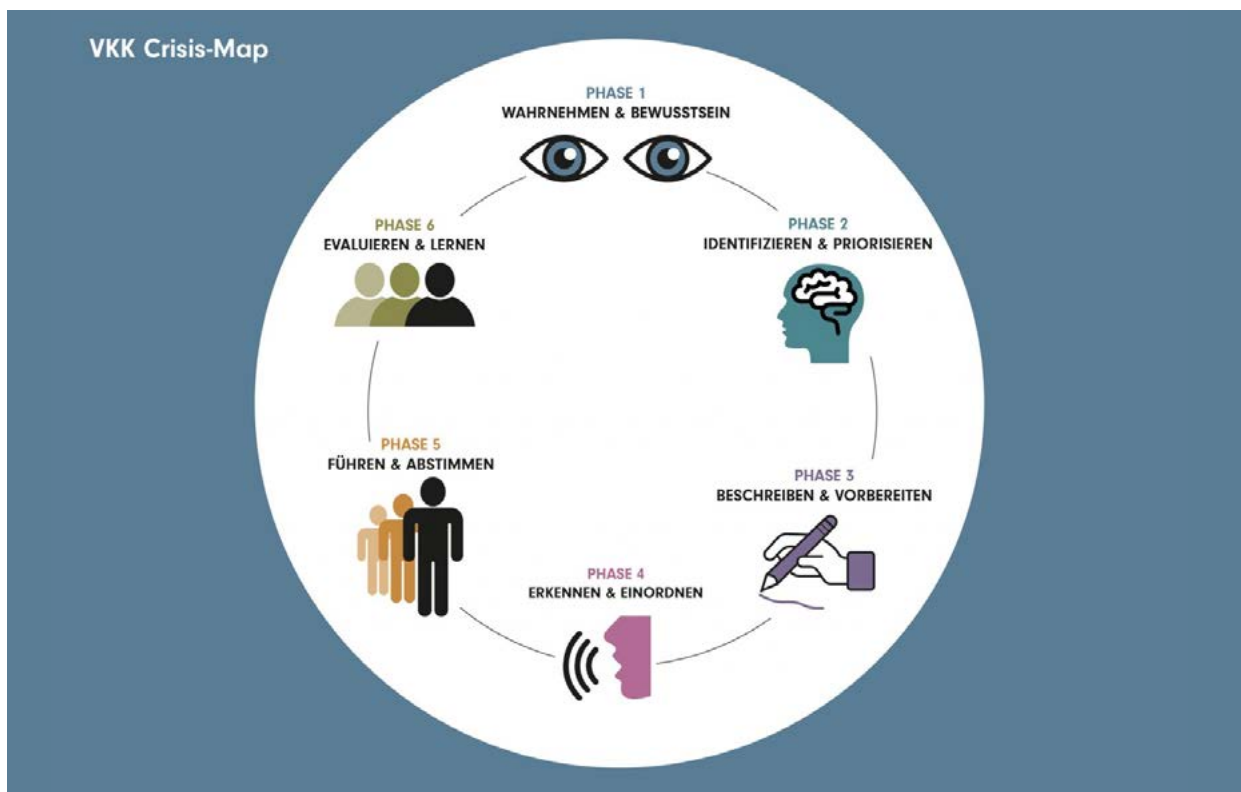 VKK Crisis-Map
PHASE 1
WAHRNEHMEN & BEWUSSTSEIN
PHASE 2
IDENTIFIZIEREN & PRIORISIEREN
PHASE 3
BESCHREIBEN & VORBEREITEN
PHASE 4
ERKENNEN & EINORDNEN
PHASE 5
FÜHREN & ABSTIMMEN
PHASE 6
EVALUIEREN & LERNEN